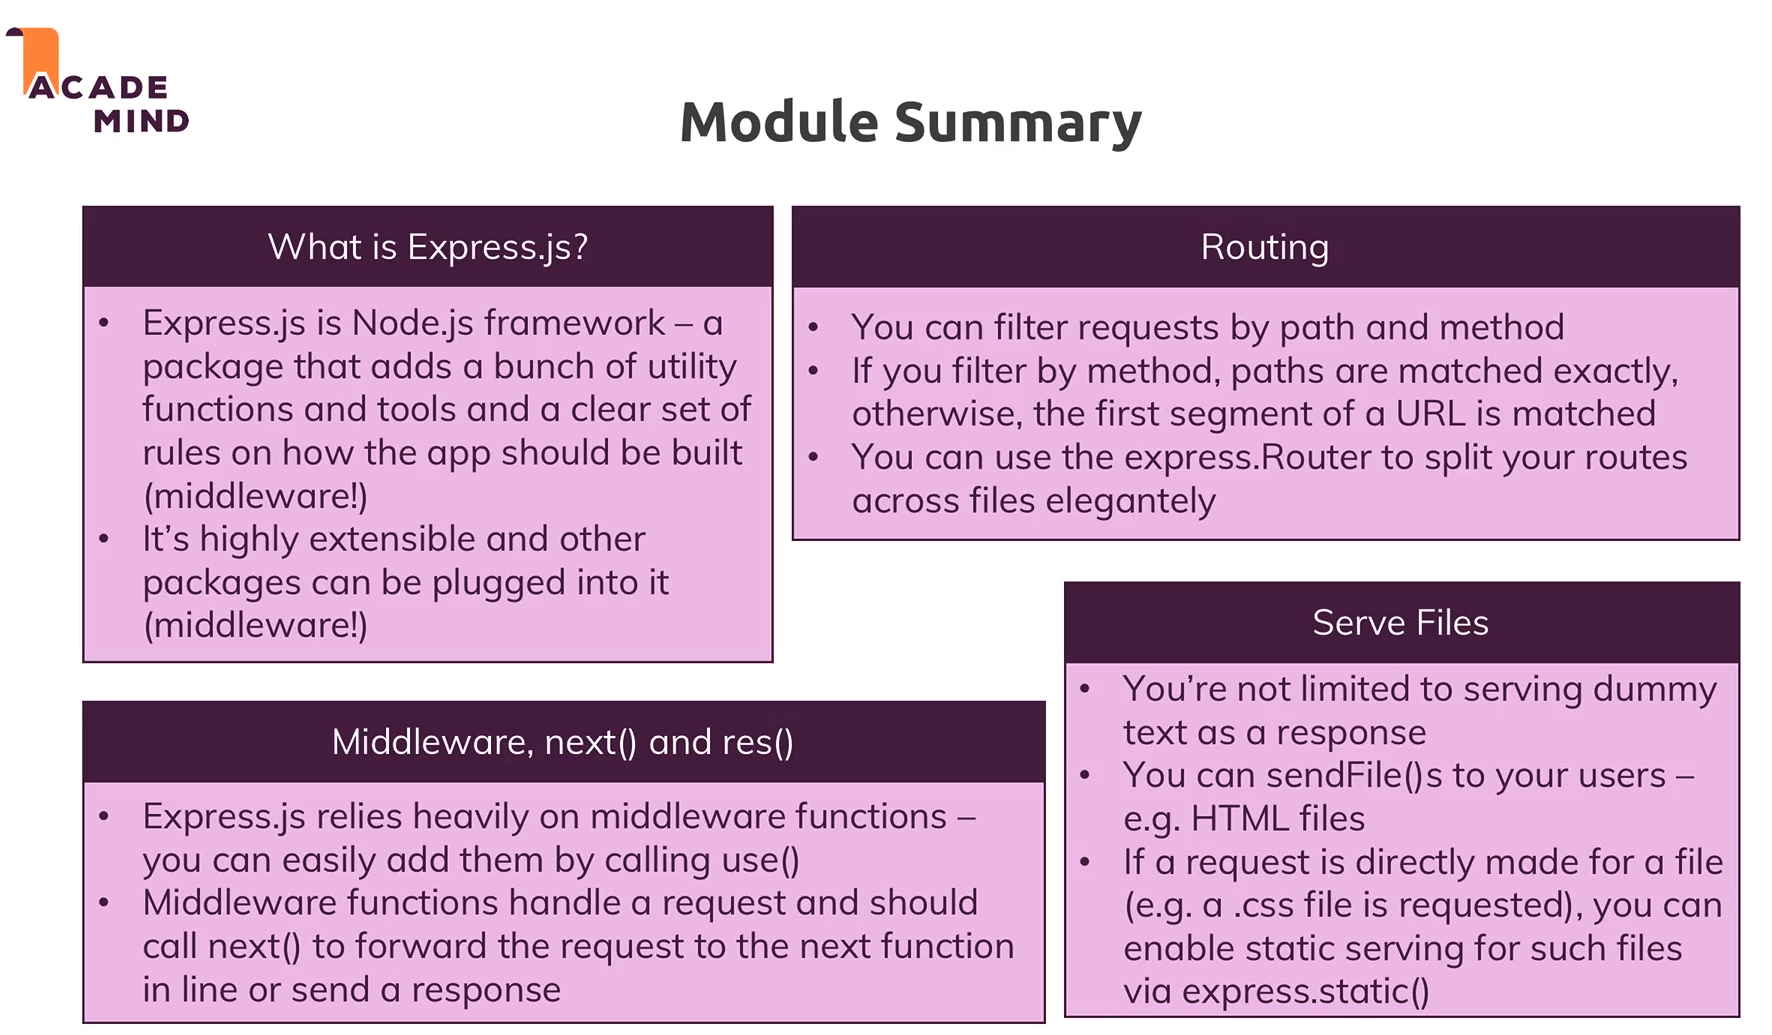 ACADE
MIND
Module Summary
What is Express.js?
• Express.js is Node.js framework – a
package that adds a bunch of utility
functions and tools and a clear set of
rules on how the app should be built
(middleware!)
• It’s highly extensible and other
packages can be plugged into it
(middleware!)
Routing
• You can filter requests by path and method
• If you filter by method, paths are matched exactly,
otherwise, the first segment of a URL is matched
• You can use the express.Router to split your routes
across files elegantely
Middleware, next() and res()
• Express.js relies heavily on middleware functions –
you can easily add them by calling use()
• Middleware functions handle a request and should
call next() to forward the request to the next function
in line or send a response
Serve Files
• You’re not limited to serving dummy
text as a response
• You can sendFile()s to your users –
e.g. HTML files
• If a request is directly made for a file
(e.g. a .css file is requested), you can
enable static serving for such files
via express.static()